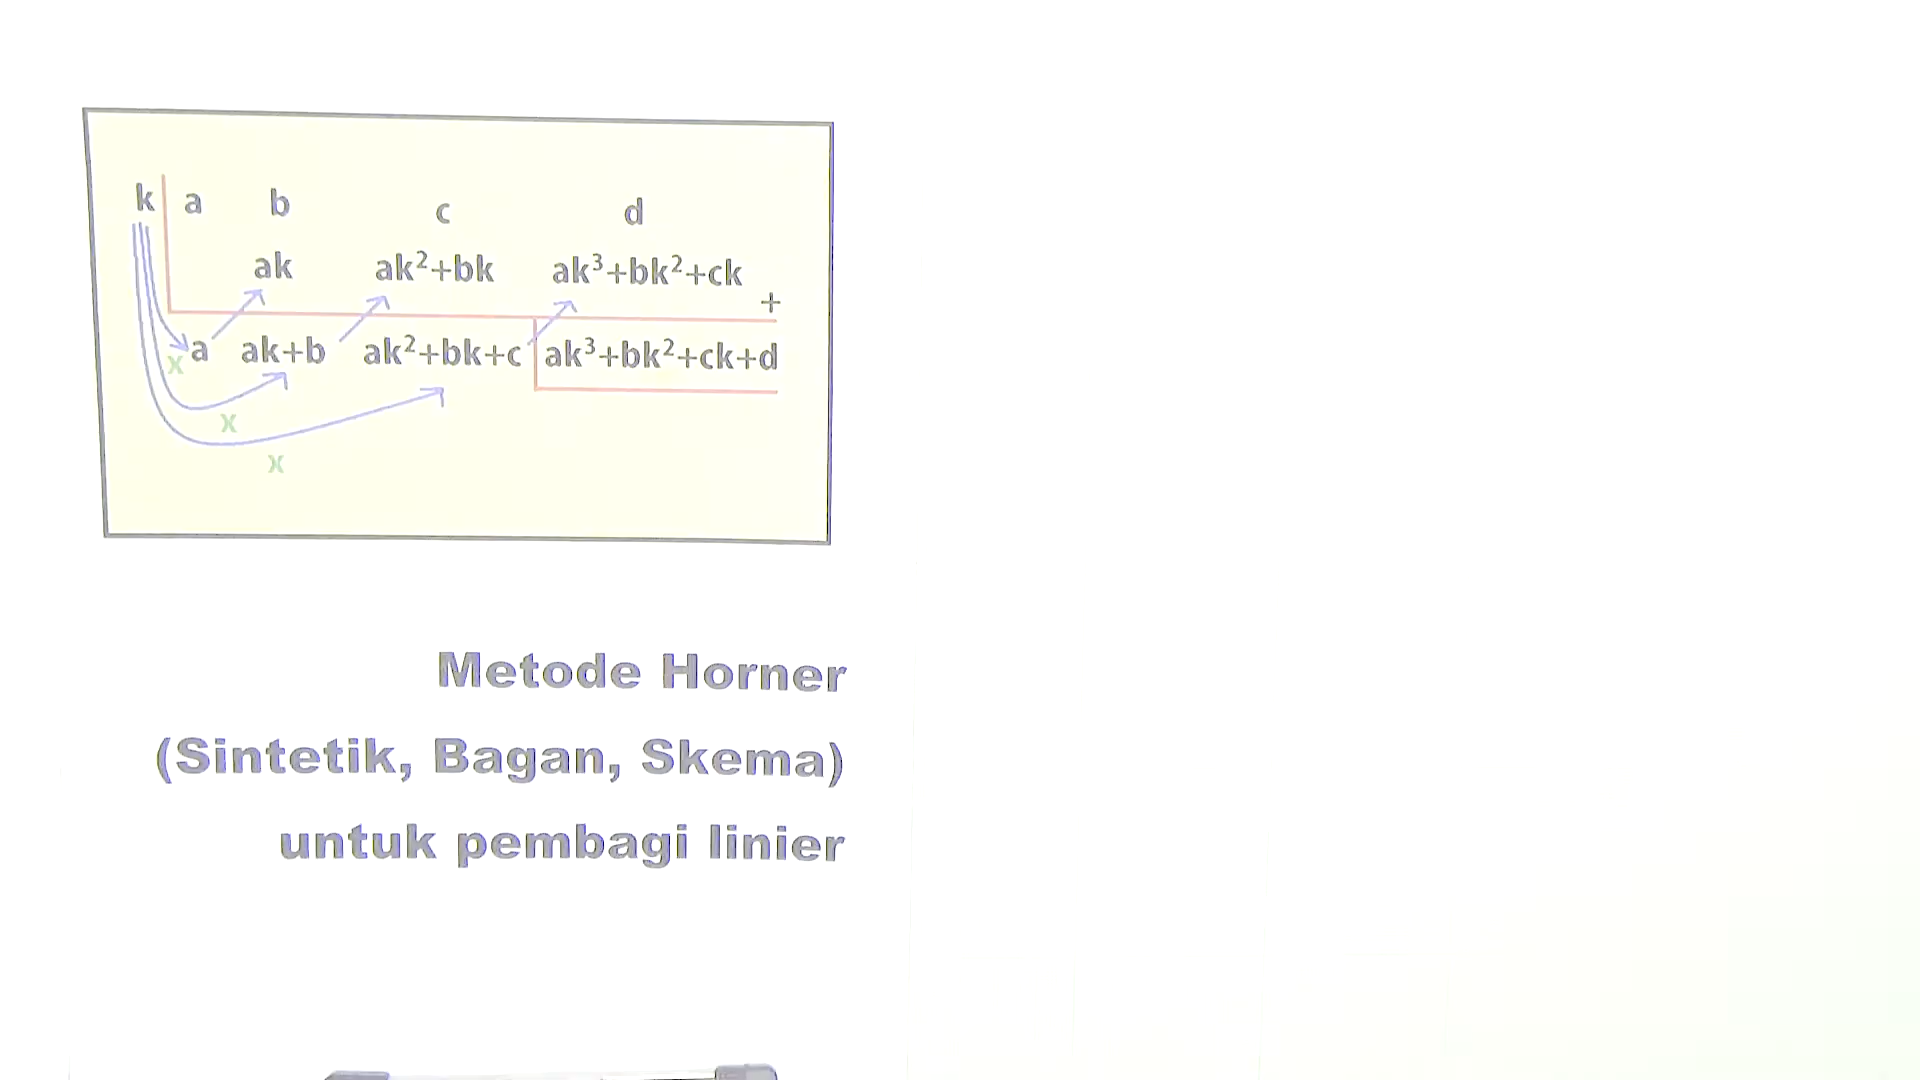 k a b c d
ak ak²+bk ak³+bk²+ck
+
a ak+b ak²+bk+c ak³+bk²+ck+d
x
x
x
Metode Horner
(Sintetik, Bagan, Skema)
untuk pembagi linier